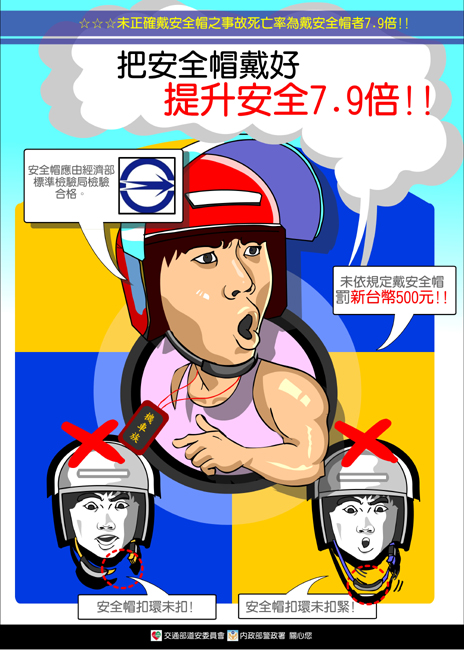 ☆☆☆未正確戴安全帽之事故死亡率為戴安全帽者7.9倍!!
把安全帽戴好
提升安全7.9倍!!
安全帽應由經濟部
標準檢驗局檢驗
合格。
未依規定戴安全帽
罰新台幣500元!!
機車族
安全帽扣環未扣!
安全帽扣環未扣緊!
交通部道安委員會 內政部警政署 關心您